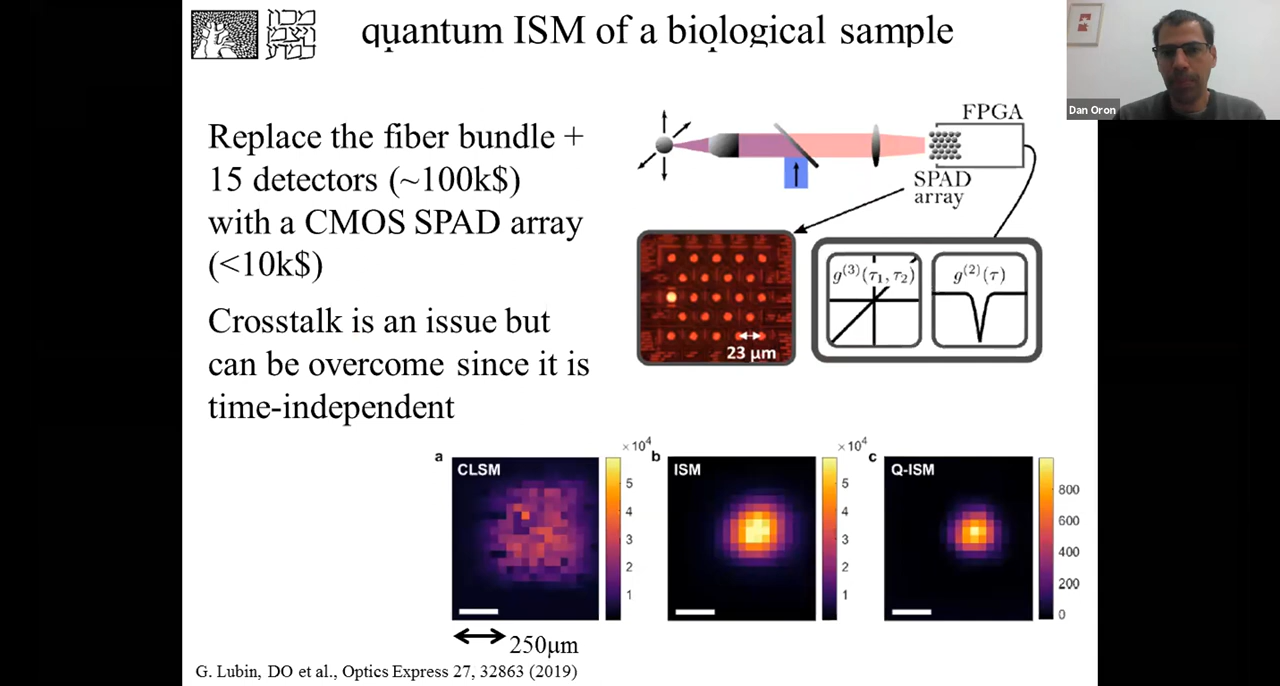 מכון
ויצמן
למדע
quantum ISM of a biological sample
Dan Oron
Replace the fiber bundle +
15 detectors (~100k$)
with a CMOS SPAD array
(<10k$)
Crosstalk is an issue but
can be overcome since it is
time-independent
FPGA
SPAD
array
23 μm
g(3)(τ1, τ2)
g(2)(τ)
a
CLSM
×10^4
5
4
3
2
1
b
ISM
×10^4
5
4
3
2
1
c
Q-ISM
800
600
400
200
0
250μm
G. Lubin, DO et al., Optics Express 27, 32863 (2019)